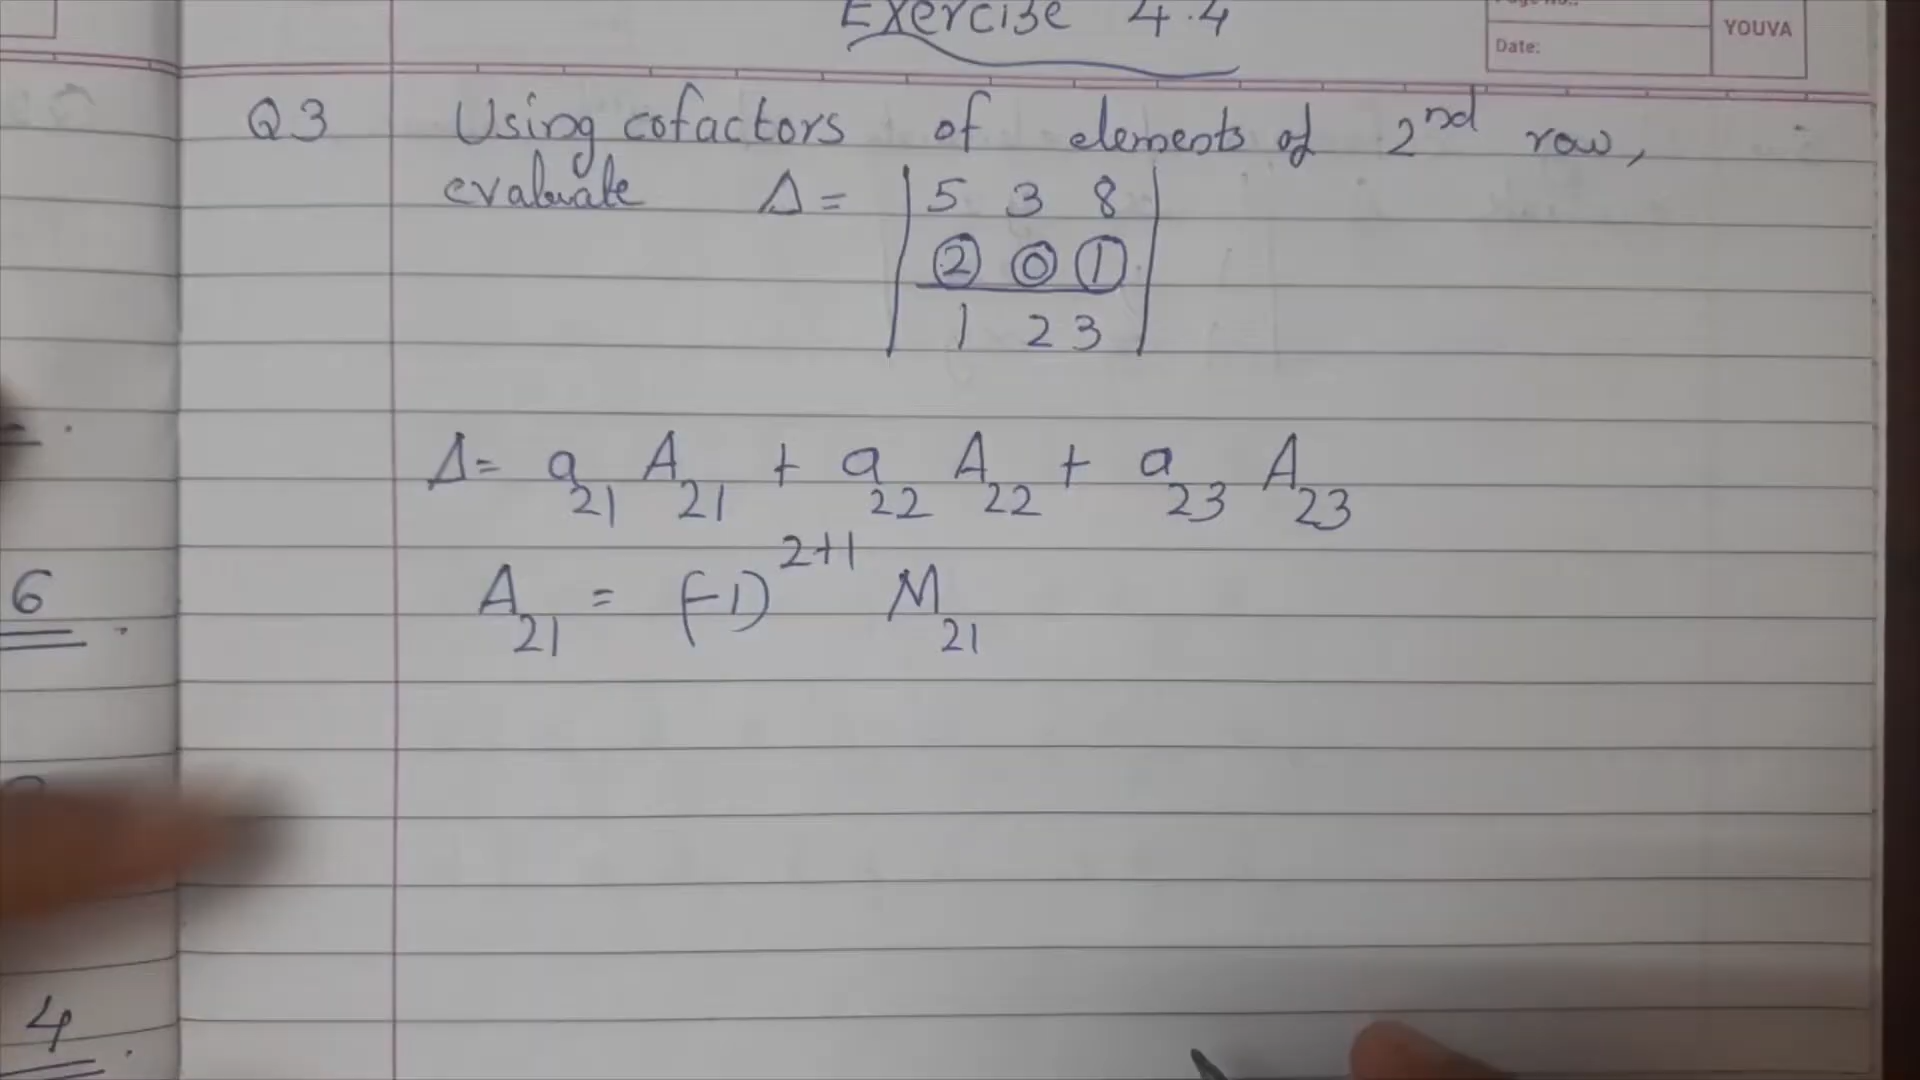 Exercise 4.4
YOUVA
Date:
Q3 Using cofactors of elements of 2nd row,
evaluate Δ = | 5 3 8 |
| 2 0 1 |
| 1 2 3 |
Δ = a21 A21 + a22 A22 + a23 A23
A21 = (-1)^2+1 M21
6
4